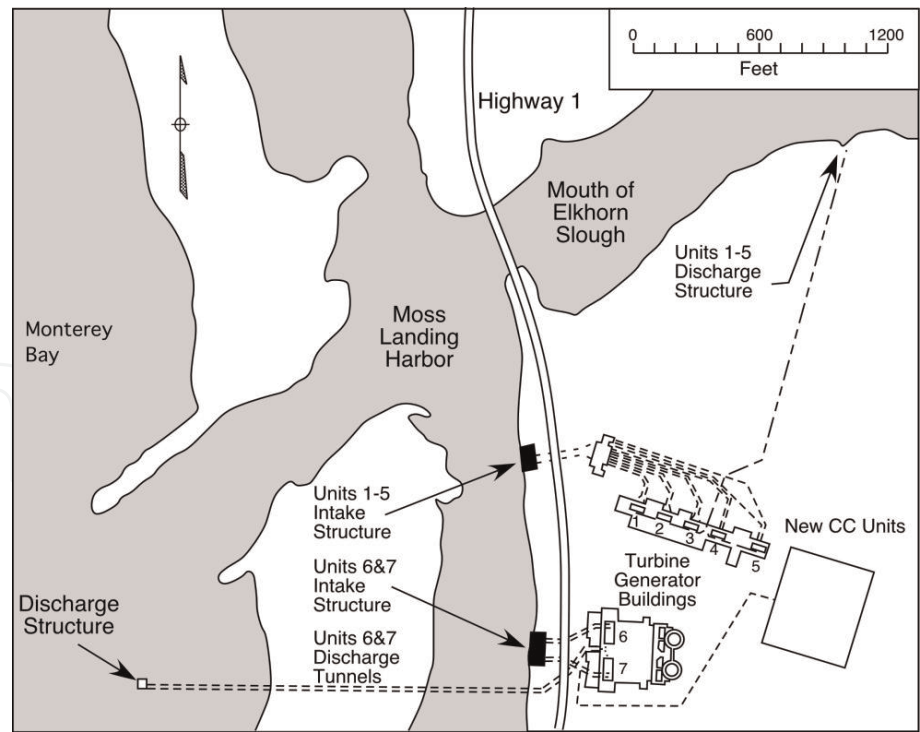 0
600
1200
Feet
Highway 1
Mouth of
Elkhorn
Slough
Units 1-5
Discharge
Structure
Monterey
Bay
Moss
Landing
Harbor
Units 1-5
Intake
Structure
New CC Units
1
2
3
4
5
Turbine
Generator
Buildings
Units 6&7
Intake
Structure
Discharge
Structure
6
Units 6&7
Discharge
Tunnels
7